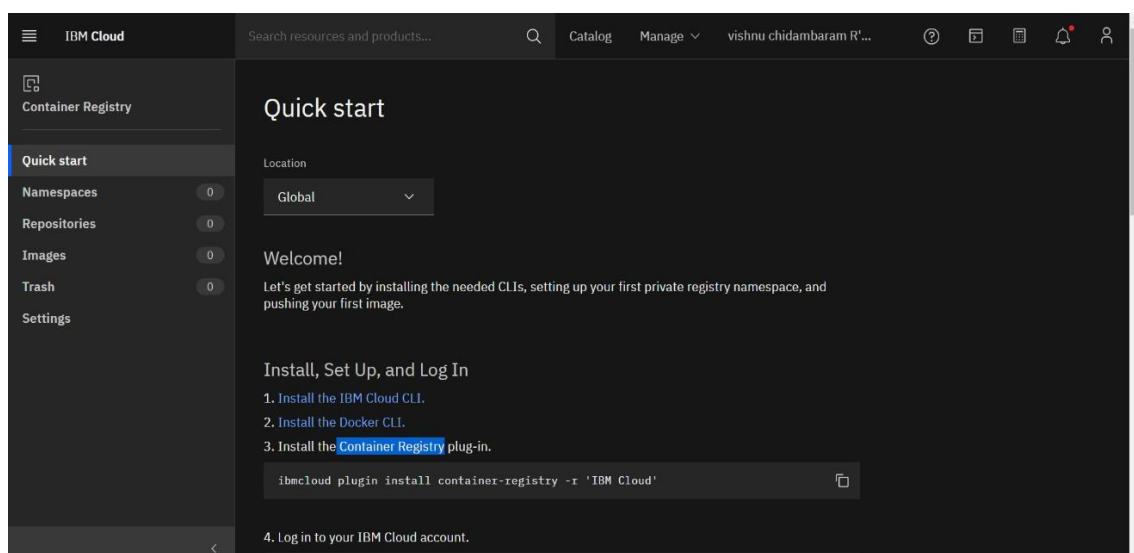 IBM Cloud
Search resources and products...
Catalog
Manage
vishnu chidambaram R'...
Container Registry
Quick start
Namespaces 0
Repositories 0
Images 0
Trash 0
Settings
Quick start
Location
Global
Welcome!
Let's get started by installing the needed CLIs, setting up your first private registry namespace, and
pushing your first image.
Install, Set Up, and Log In
1. Install the IBM Cloud CLI.
2. Install the Docker CLI.
3. Install the Container Registry plug-in.
ibmcloud plugin install container-registry -r 'IBM Cloud'
4. Log in to your IBM Cloud account.